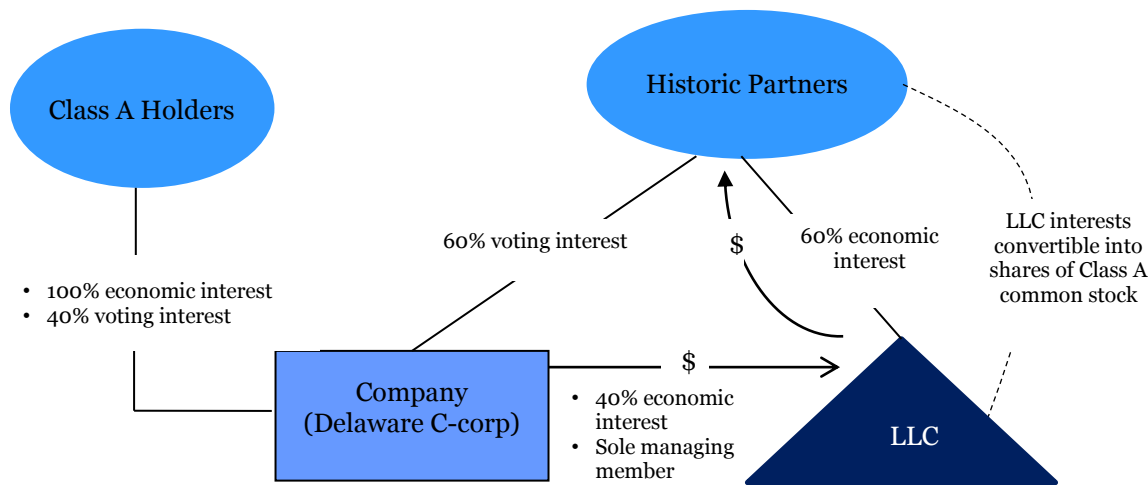 Class A Holders
Historic Partners
60% voting interest
$
60% economic
interest
LLC interests
convertible into
shares of Class A
common stock
• 100% economic interest
• 40% voting interest
Company
(Delaware C-corp)
$
• 40% economic
interest
• Sole managing
member
LLC